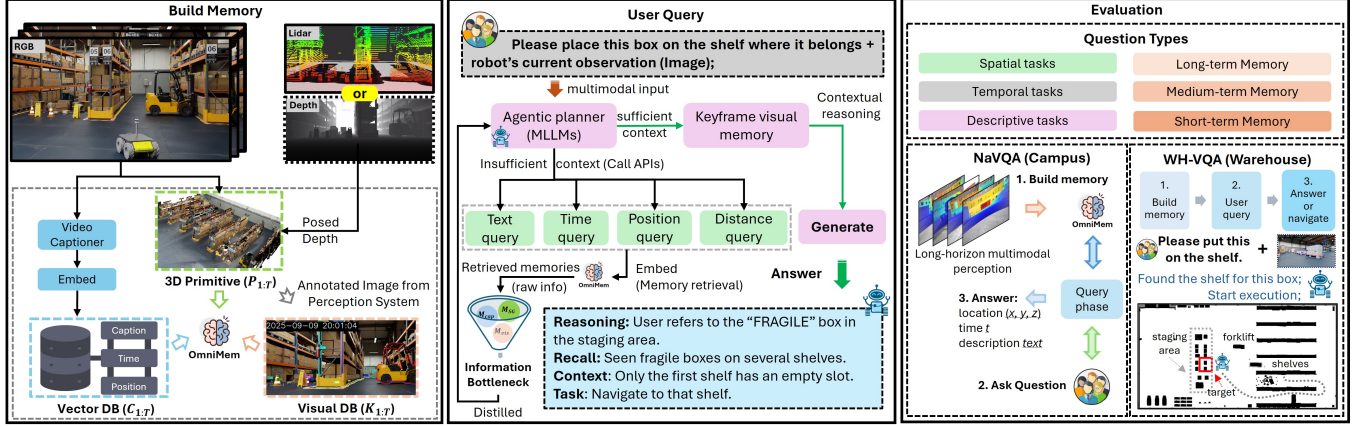 Build Memory
RGB
05
06
06
Lidar
or
Depth
Posed
Depth
Video
Captioner
Embed
3D Primitive (P1:T)
Annotated Image from
Perception System
Caption
Time
Position
OmniMem
2025-09-09 20:01:04
Vector DB (C1:T)
Visual DB (K1:T)
User Query
Please place this box on the shelf where it belongs +
robot's current observation (Image);
multimodal input
Agentic planner
(MLLMs)
sufficient
context
Keyframe visual
memory
Contextual
reasoning
Insufficient context (Call APIs)
Text
query
Time
query
Position
query
Distance
query
Generate
Retrieved memories
(raw info)
OmniMem
Embed
(Memory retrieval)
Answer
Mcap
Information
Bottleneck
Distilled
Reasoning: User refers to the "FRAGILE" box in
the staging area.
Recall: Seen fragile boxes on several shelves.
Context: Only the first shelf has an empty slot.
Task: Navigate to that shelf.
Evaluation
Question Types
Spatial tasks
Long-term Memory
Temporal tasks
Medium-term Memory
Descriptive tasks
Short-term Memory
NaVQA (Campus)
1. Build memory
OmniMem
Long-horizon multimodal
perception
3. Answer:
location (x, y, z)
time t
description text
Query
phase
2. Ask Question
WH-VQA (Warehouse)
1.
Build
memory
2.
User
query
3.
Answer
or
navigate
Please put this
on the shelf.
+
Found the shelf for this box;
Start execution;
staging
area
forklift
shelves
target